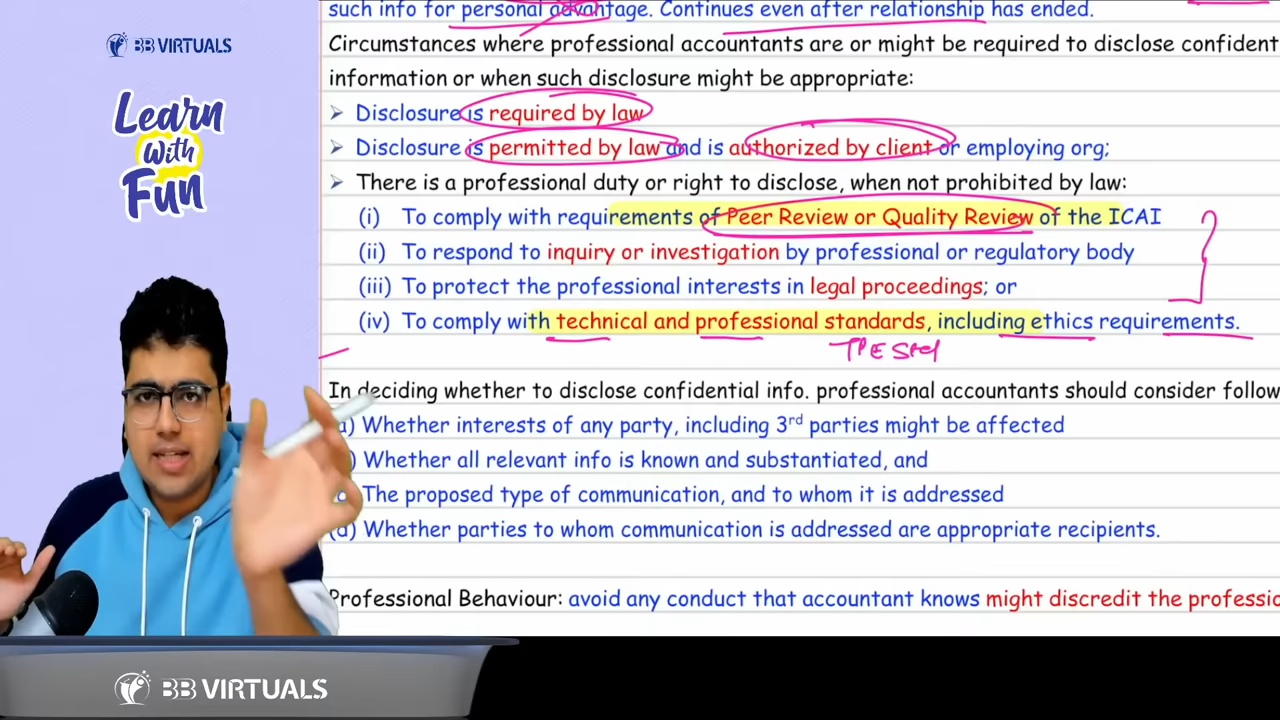 such info for personal advantage. Continues even after relationship has ended.
BB VIRTUALS
Learn
With
Fun
Circumstances where professional accountants are or might be required to disclose confident
information or when such disclosure might be appropriate:
➤ Disclosure is required by law
➤ Disclosure is permitted by law and is authorized by client or employing org;
➤ There is a professional duty or right to disclose, when not prohibited by law:
(i) To comply with requirements of Peer Review or Quality Review of the ICAI
(ii) To respond to inquiry or investigation by professional or regulatory body
(iii) To protect the professional interests in legal proceedings; or
(iv) To comply with technical and professional standards, including ethics requirements.
In deciding whether to disclose confidential info. professional accountants should consider follow
a) Whether interests of any party, including 3rd parties might be affected
) Whether all relevant info is known and substantiated, and
The proposed type of communication, and to whom it is addressed
(d) Whether parties to whom communication is addressed are appropriate recipients.
Professional Behaviour: avoid any conduct that accountant knows might discredit the professio
BB VIRTUALS